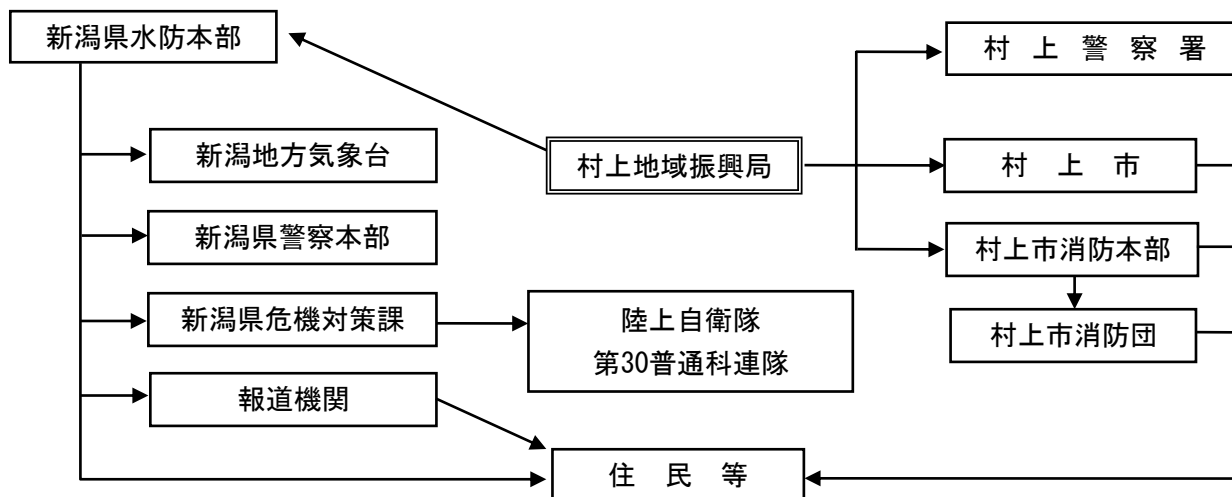 新潟県水防本部
村上警察署
新潟地方気象台
村上地域振興局
村上市
新潟県警察本部
村上市消防本部
新潟県危機対策課
陸上自衛隊
第30普通科連隊
村上市消防団
報道機関
住民等